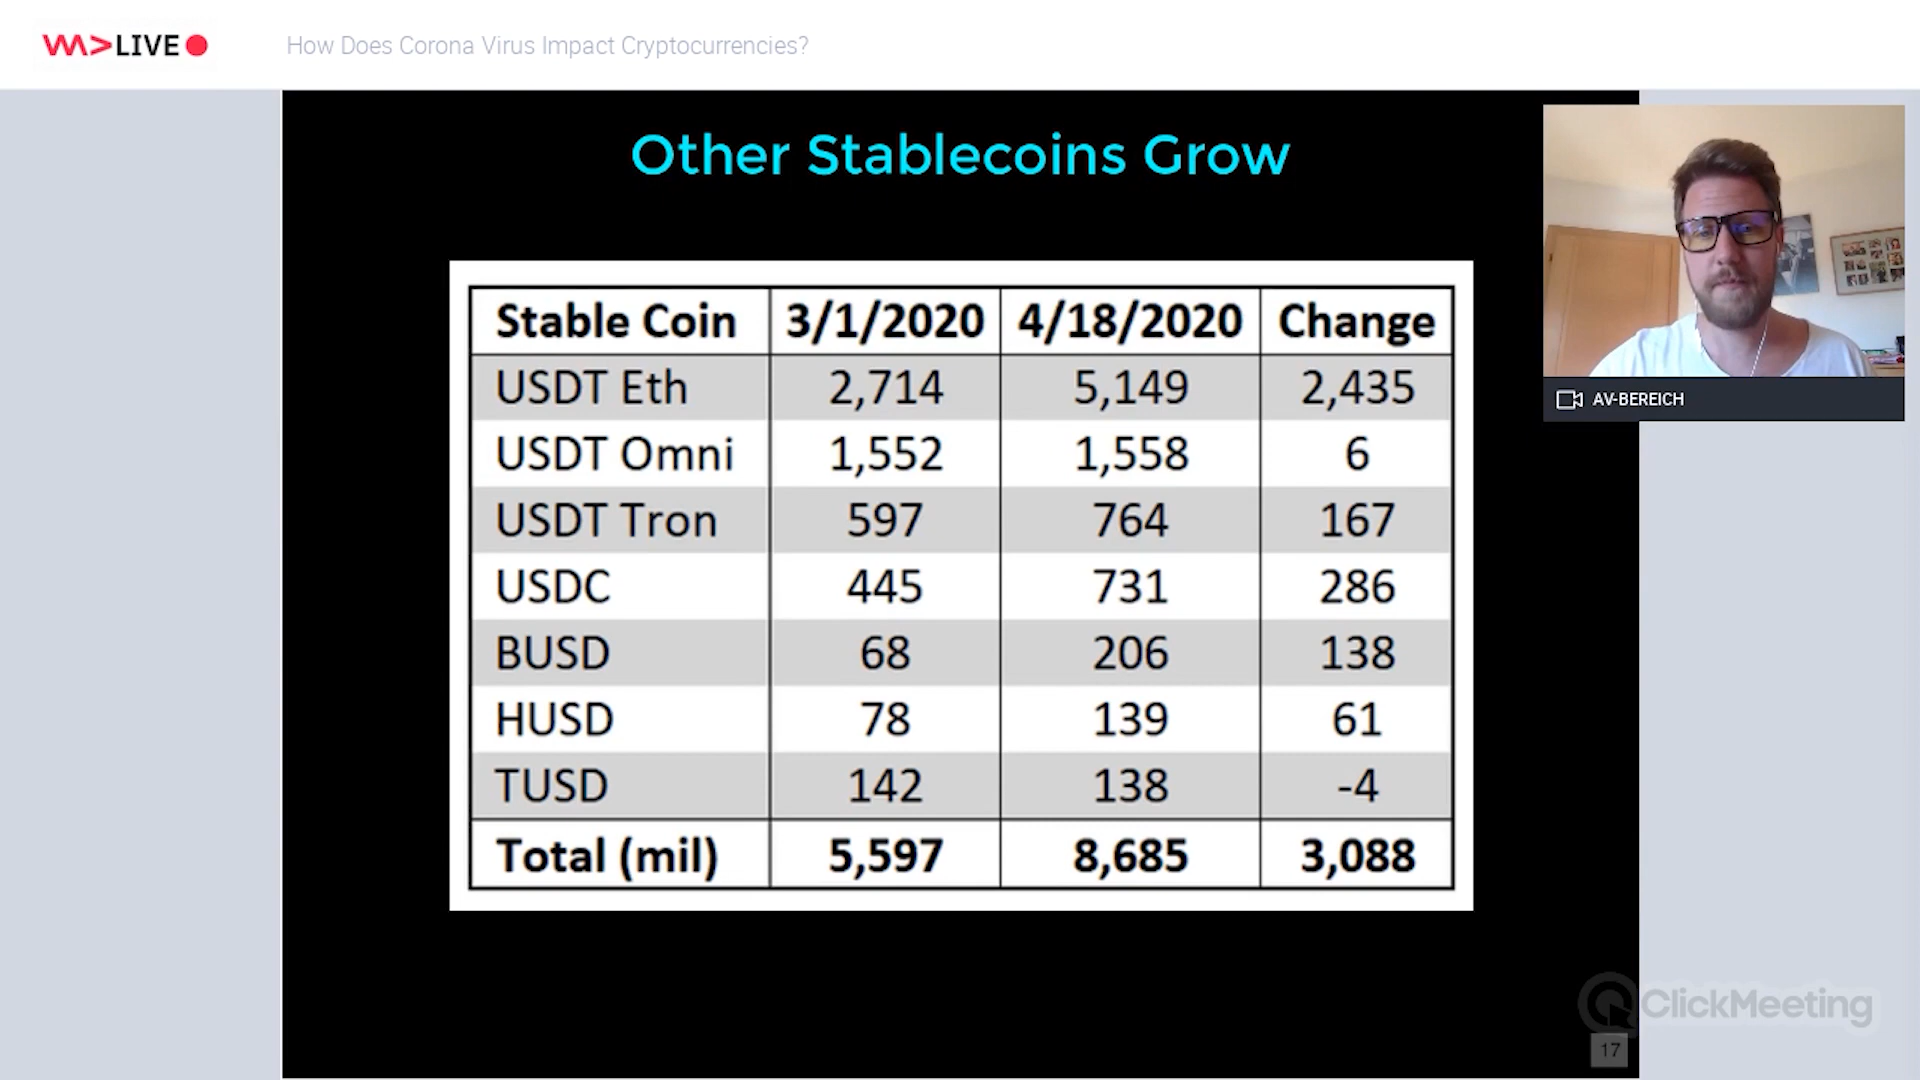 VM>LIVE
How Does Corona Virus Impact Cryptocurrencies?
Other Stablecoins Grow
Stable Coin 3/1/2020 4/18/2020 Change
USDT Eth 2,714 5,149 2,435
USDT Omni 1,552 1,558 6
USDT Tron 597 764 167
USDC 445 731 286
BUSD 68 206 138
HUSD 78 139 61
TUSD 142 138 -4
Total (mil) 5,597 8,685 3,088
AV-BEREICH
ClickMeeting
17